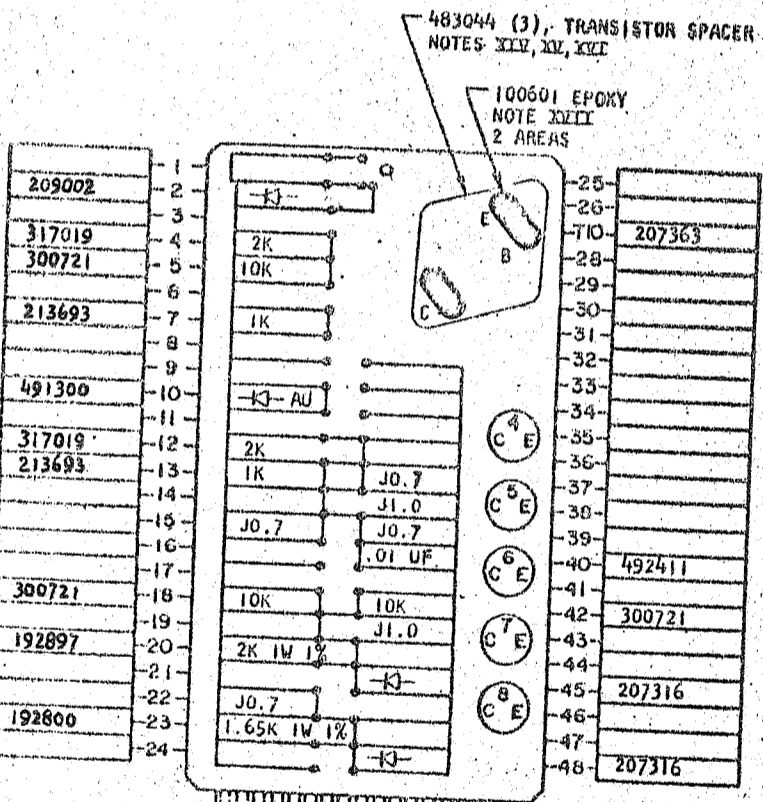 483044 (3), TRANSISTOR SPACER
NOTES XIV, XV, XVI
100601 EPOXY
NOTE XVII
2 AREAS
1
209002 2
3
317019 4 2K
300721 5 10K
6
213693 7 1K
8
9
491300 10 AU
11
317019 12 2K
213693 13 1K J0.7
14 J1.0
15 J0.7 J0.7
16 .01 UF
17
300721 18 10K 10K
19 J1.0
192897 20 2K 1W 1%
21
22 J0.7
192800 23 1.65K 1W 1%
24
Q
E
B
C
C 4 E
C 5 E
C 6 E
C 7 E
C 8 E
25
26
T10 207363
28
29
30
31
32
33
34
35
36
37
38
39
40 492411
41
42 300721
43
44
45 207316
46
47
48 207316